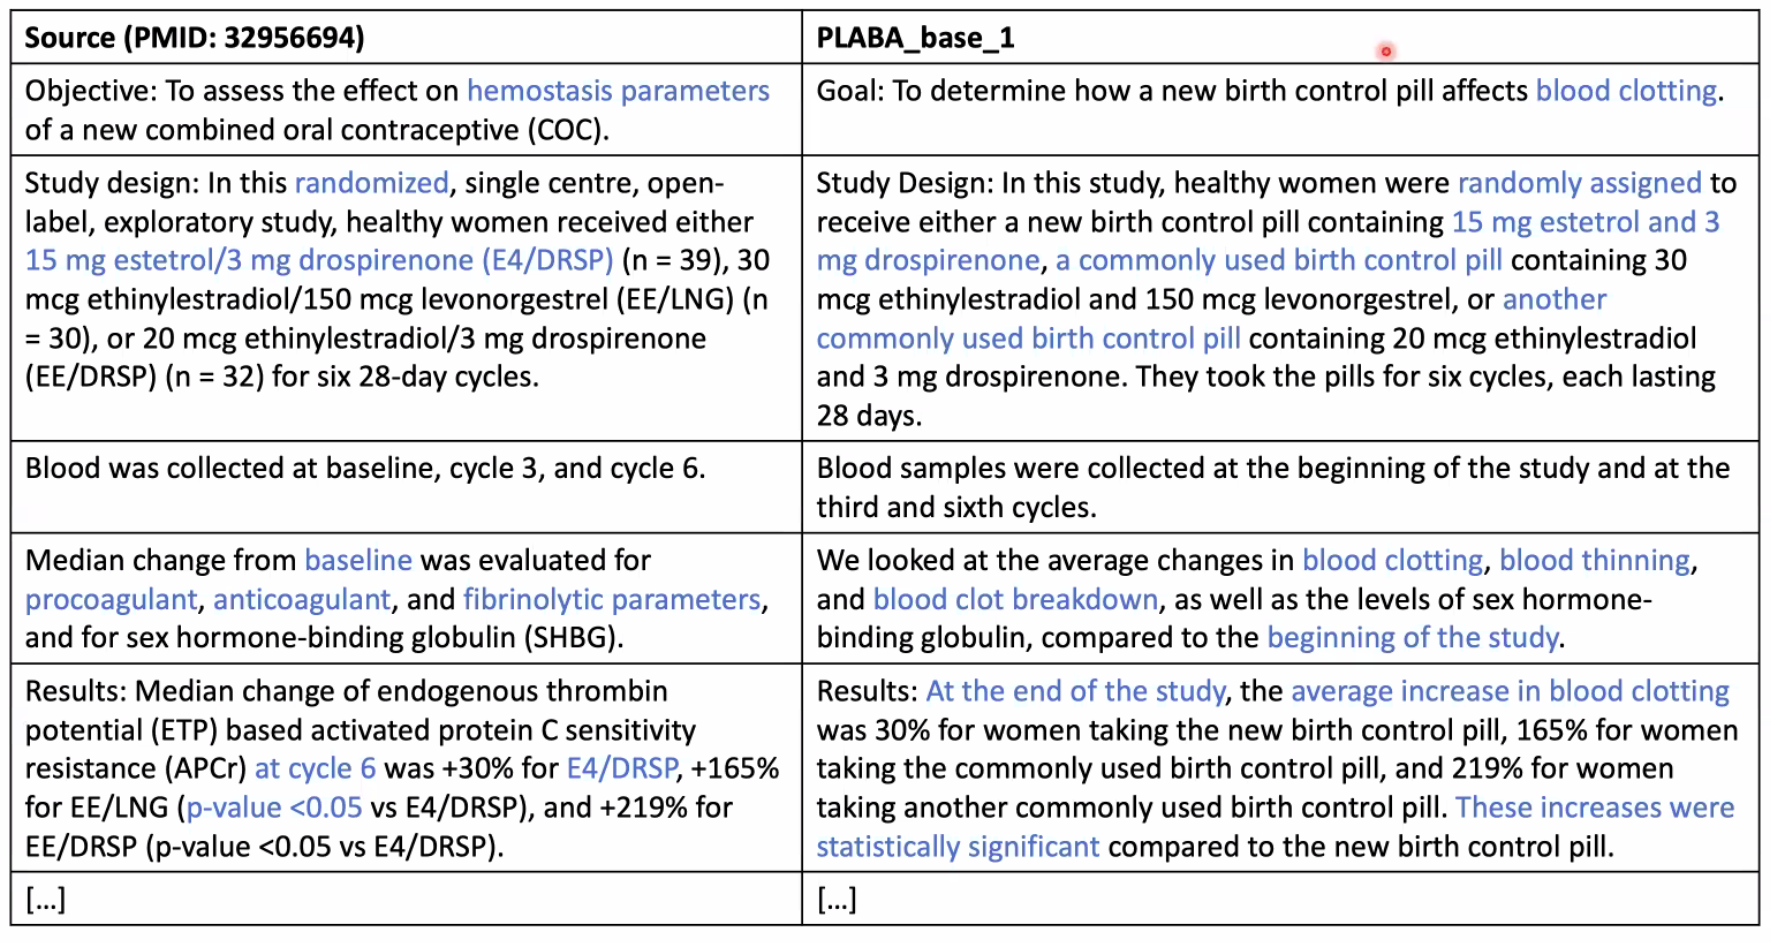 Source (PMID: 32956694)
PLABA_base_1
Objective: To assess the effect on hemostasis parameters
of a new combined oral contraceptive (COC).
Goal: To determine how a new birth control pill affects blood clotting.
Study design: In this randomized, single centre, open-
label, exploratory study, healthy women received either
15 mg estetrol/3 mg drospirenone (E4/DRSP) (n = 39), 30
mcg ethinylestradiol/150 mcg levonorgestrel (EE/LNG) (n
= 30), or 20 mcg ethinylestradiol/3 mg drospirenone
(EE/DRSP) (n = 32) for six 28-day cycles.
Study Design: In this study, healthy women were randomly assigned to
receive either a new birth control pill containing 15 mg estetrol and 3
mg drospirenone, a commonly used birth control pill containing 30
mcg ethinylestradiol and 150 mcg levonorgestrel, or another
commonly used birth control pill containing 20 mcg ethinylestradiol
and 3 mg drospirenone. They took the pills for six cycles, each lasting
28 days.
Blood was collected at baseline, cycle 3, and cycle 6.
Blood samples were collected at the beginning of the study and at the
third and sixth cycles.
Median change from baseline was evaluated for
procoagulant, anticoagulant, and fibrinolytic parameters,
and for sex hormone-binding globulin (SHBG).
We looked at the average changes in blood clotting, blood thinning,
and blood clot breakdown, as well as the levels of sex hormone-
binding globulin, compared to the beginning of the study.
Results: Median change of endogenous thrombin
potential (ETP) based activated protein C sensitivity
resistance (APCr) at cycle 6 was +30% for E4/DRSP, +165%
for EE/LNG (p-value <0.05 vs E4/DRSP), and +219% for
EE/DRSP (p-value <0.05 vs E4/DRSP).
Results: At the end of the study, the average increase in blood clotting
was 30% for women taking the new birth control pill, 165% for women
taking the commonly used birth control pill, and 219% for women
taking another commonly used birth control pill. These increases were
statistically significant compared to the new birth control pill.
[...]
[...]